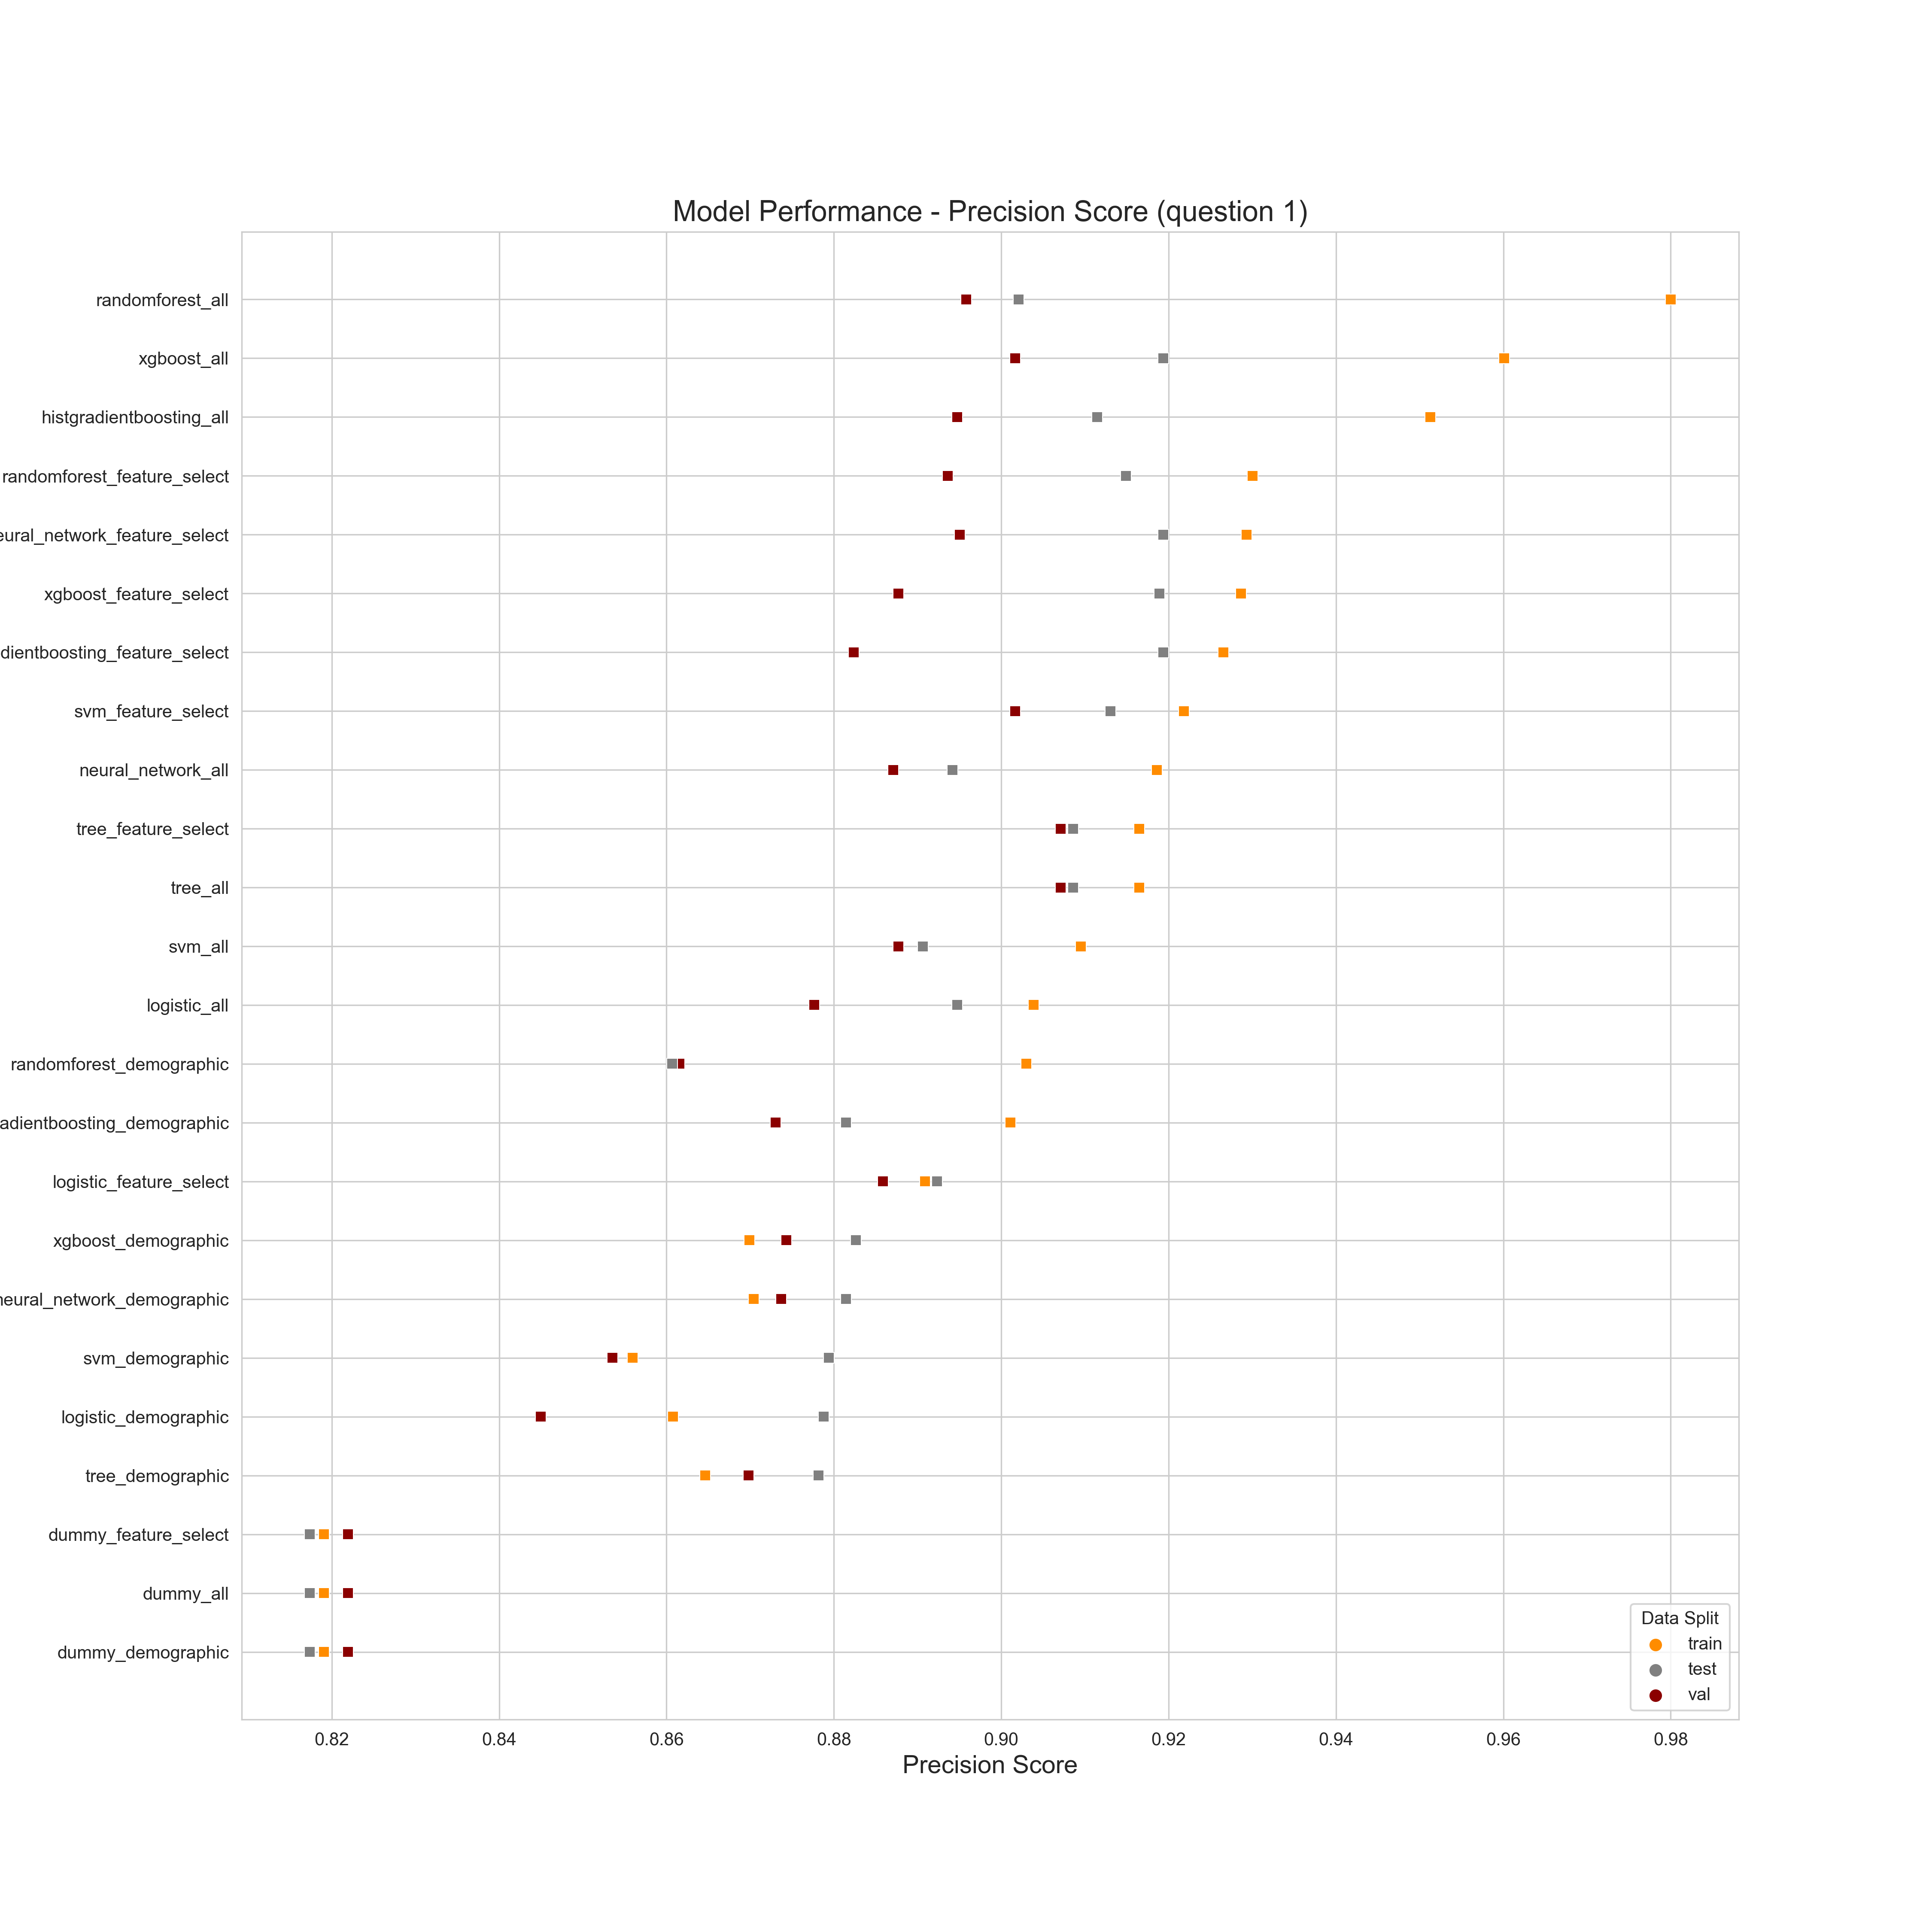 Model Performance - Precision Score (question 1)
randomforest_all
xgboost_all
histgradientboosting_all
randomforest_feature_select
eural_network_feature_select
xgboost_feature_select
dientboosting_feature_select
svm_feature_select
neural_network_all
tree_feature_select
tree_all
svm_all
logistic_all
randomforest_demographic
adientboosting_demographic
logistic_feature_select
xgboost_demographic
neural_network_demographic
svm_demographic
logistic_demographic
tree_demographic
dummy_feature_select
dummy_all
dummy_demographic
Data Split
train
test
val
0.82 0.84 0.86 0.88 0.90 0.92 0.94 0.96 0.98
Precision Score